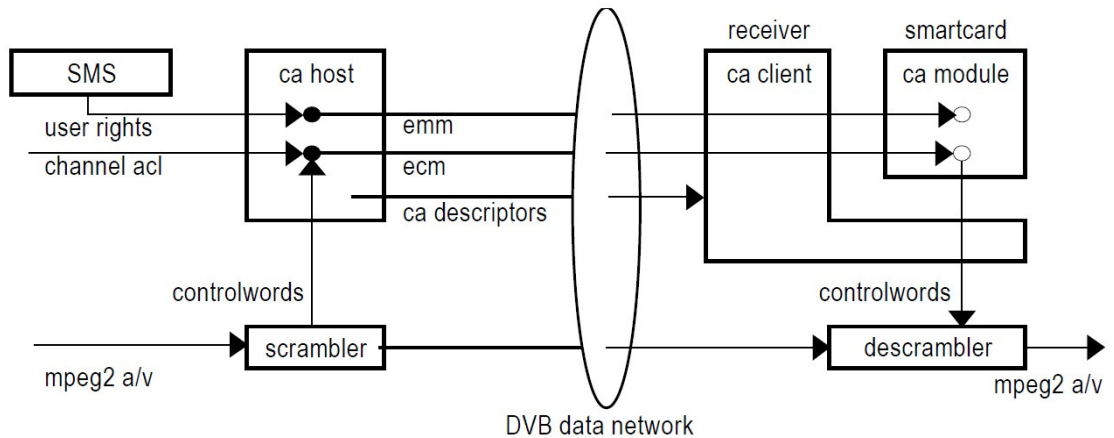 receiver
smartcard
SMS
ca host
ca client
ca module
user rights
emm
channel acl
ecm
ca descriptors
controlwords
controlwords
scrambler
descrambler
mpeg2 a/v
mpeg2 a/v
DVB data network